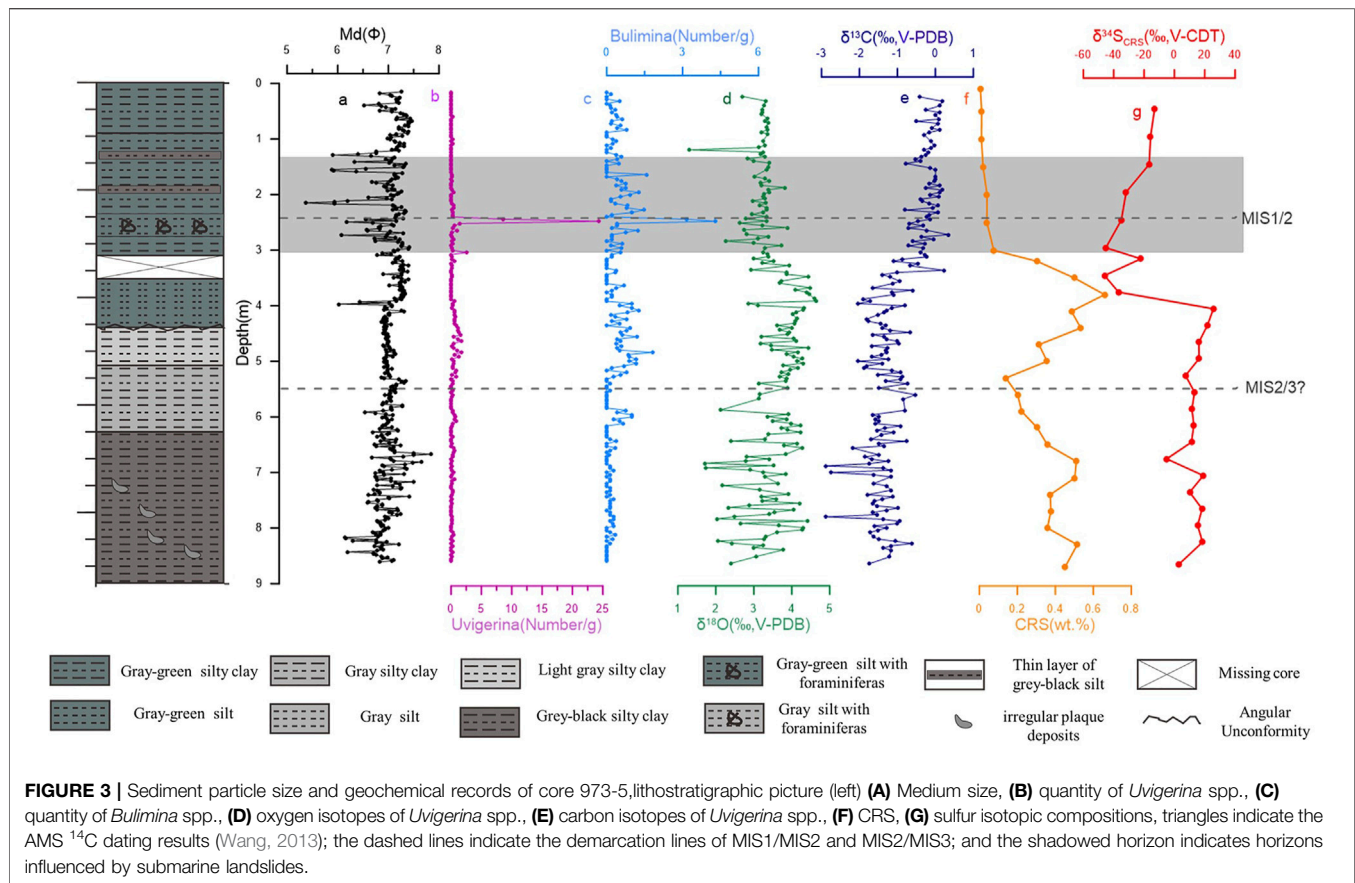 Md(Φ)
5 6 7 8
Bulimina(Number/g)
0 3 6
δ¹³C(‰,V-PDB)
-3 -2 -1 0 1
δ³⁴SCRS(‰,V-CDT)
-60 -40 -20 0 20 40
a b c d e f g
Depth(m)
0
1
2
3
4
5
6
7
8
9
MIS1/2
MIS2/3?
0 5 10 15 20 25
Uvigerina(Number/g)
1 2 3 4 5
δ¹⁸O(‰,V-PDB)
0 0.2 0.4 0.6 0.8
CRS(wt.%)
Gray-green silty clay
Gray silty clay
Light gray silty clay
Gray-green silt with
foraminiferas
Thin layer of
grey-black silt
Missing core
Gray-green silt
Gray silt
Grey-black silty clay
Gray silt with
foraminiferas
irregular plaque
deposits
Angular
Unconformity
FIGURE 3 | Sediment particle size and geochemical records of core 973-5,lithostratigraphic picture (left) (A) Medium size, (B) quantity of Uvigerina spp., (C)
quantity of Bulimina spp., (D) oxygen isotopes of Uvigerina spp., (E) carbon isotopes of Uvigerina spp., (F) CRS, (G) sulfur isotopic compositions, triangles indicate the
AMS ¹⁴C dating results (Wang, 2013); the dashed lines indicate the demarcation lines of MIS1/MIS2 and MIS2/MIS3; and the shadowed horizon indicates horizons
influenced by submarine landslides.